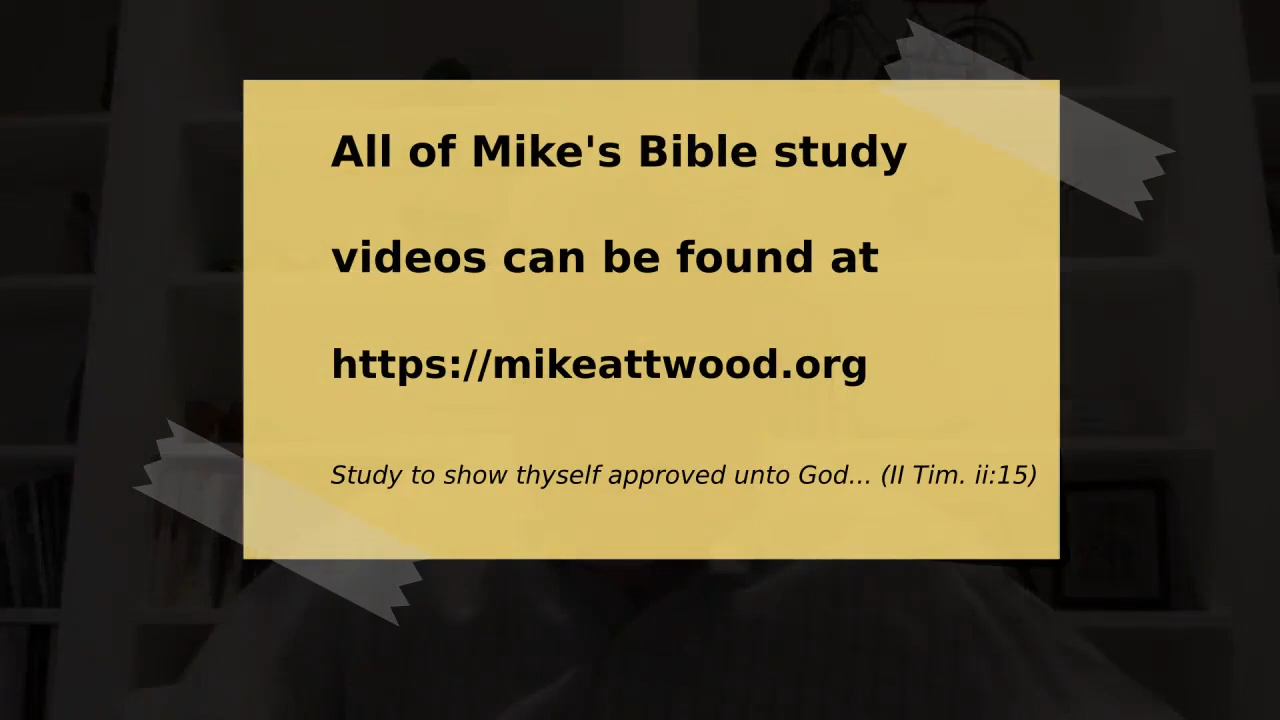 All of Mike's Bible study
videos can be found at
https://mikeattwood.org
Study to show thyself approved unto God... (II Tim. ii:15)